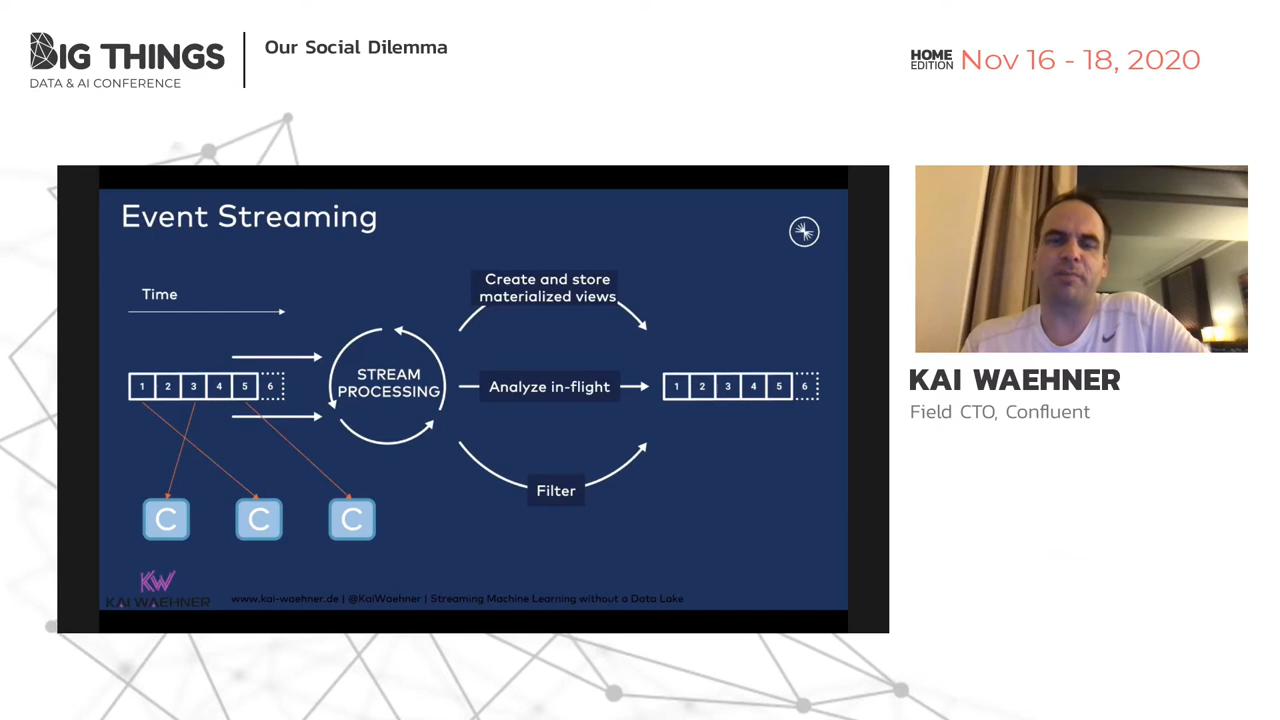 BIG THINGS
DATA & AI CONFERENCE
Our Social Dilemma
HOME
EDITION
Nov 16 - 18, 2020
Event Streaming
Time
Create and store
materialized views
1 2 3 4 5 6
STREAM
PROCESSING
Analyze in-flight
1 2 3 4 5 6
Filter
C C C
KW
KAI WAEHNER
www.kai-waehner.de | @KaiWaehner | Streaming Machine Learning without a Data Lake
KAI WAEHNER
Field CTO, Confluent